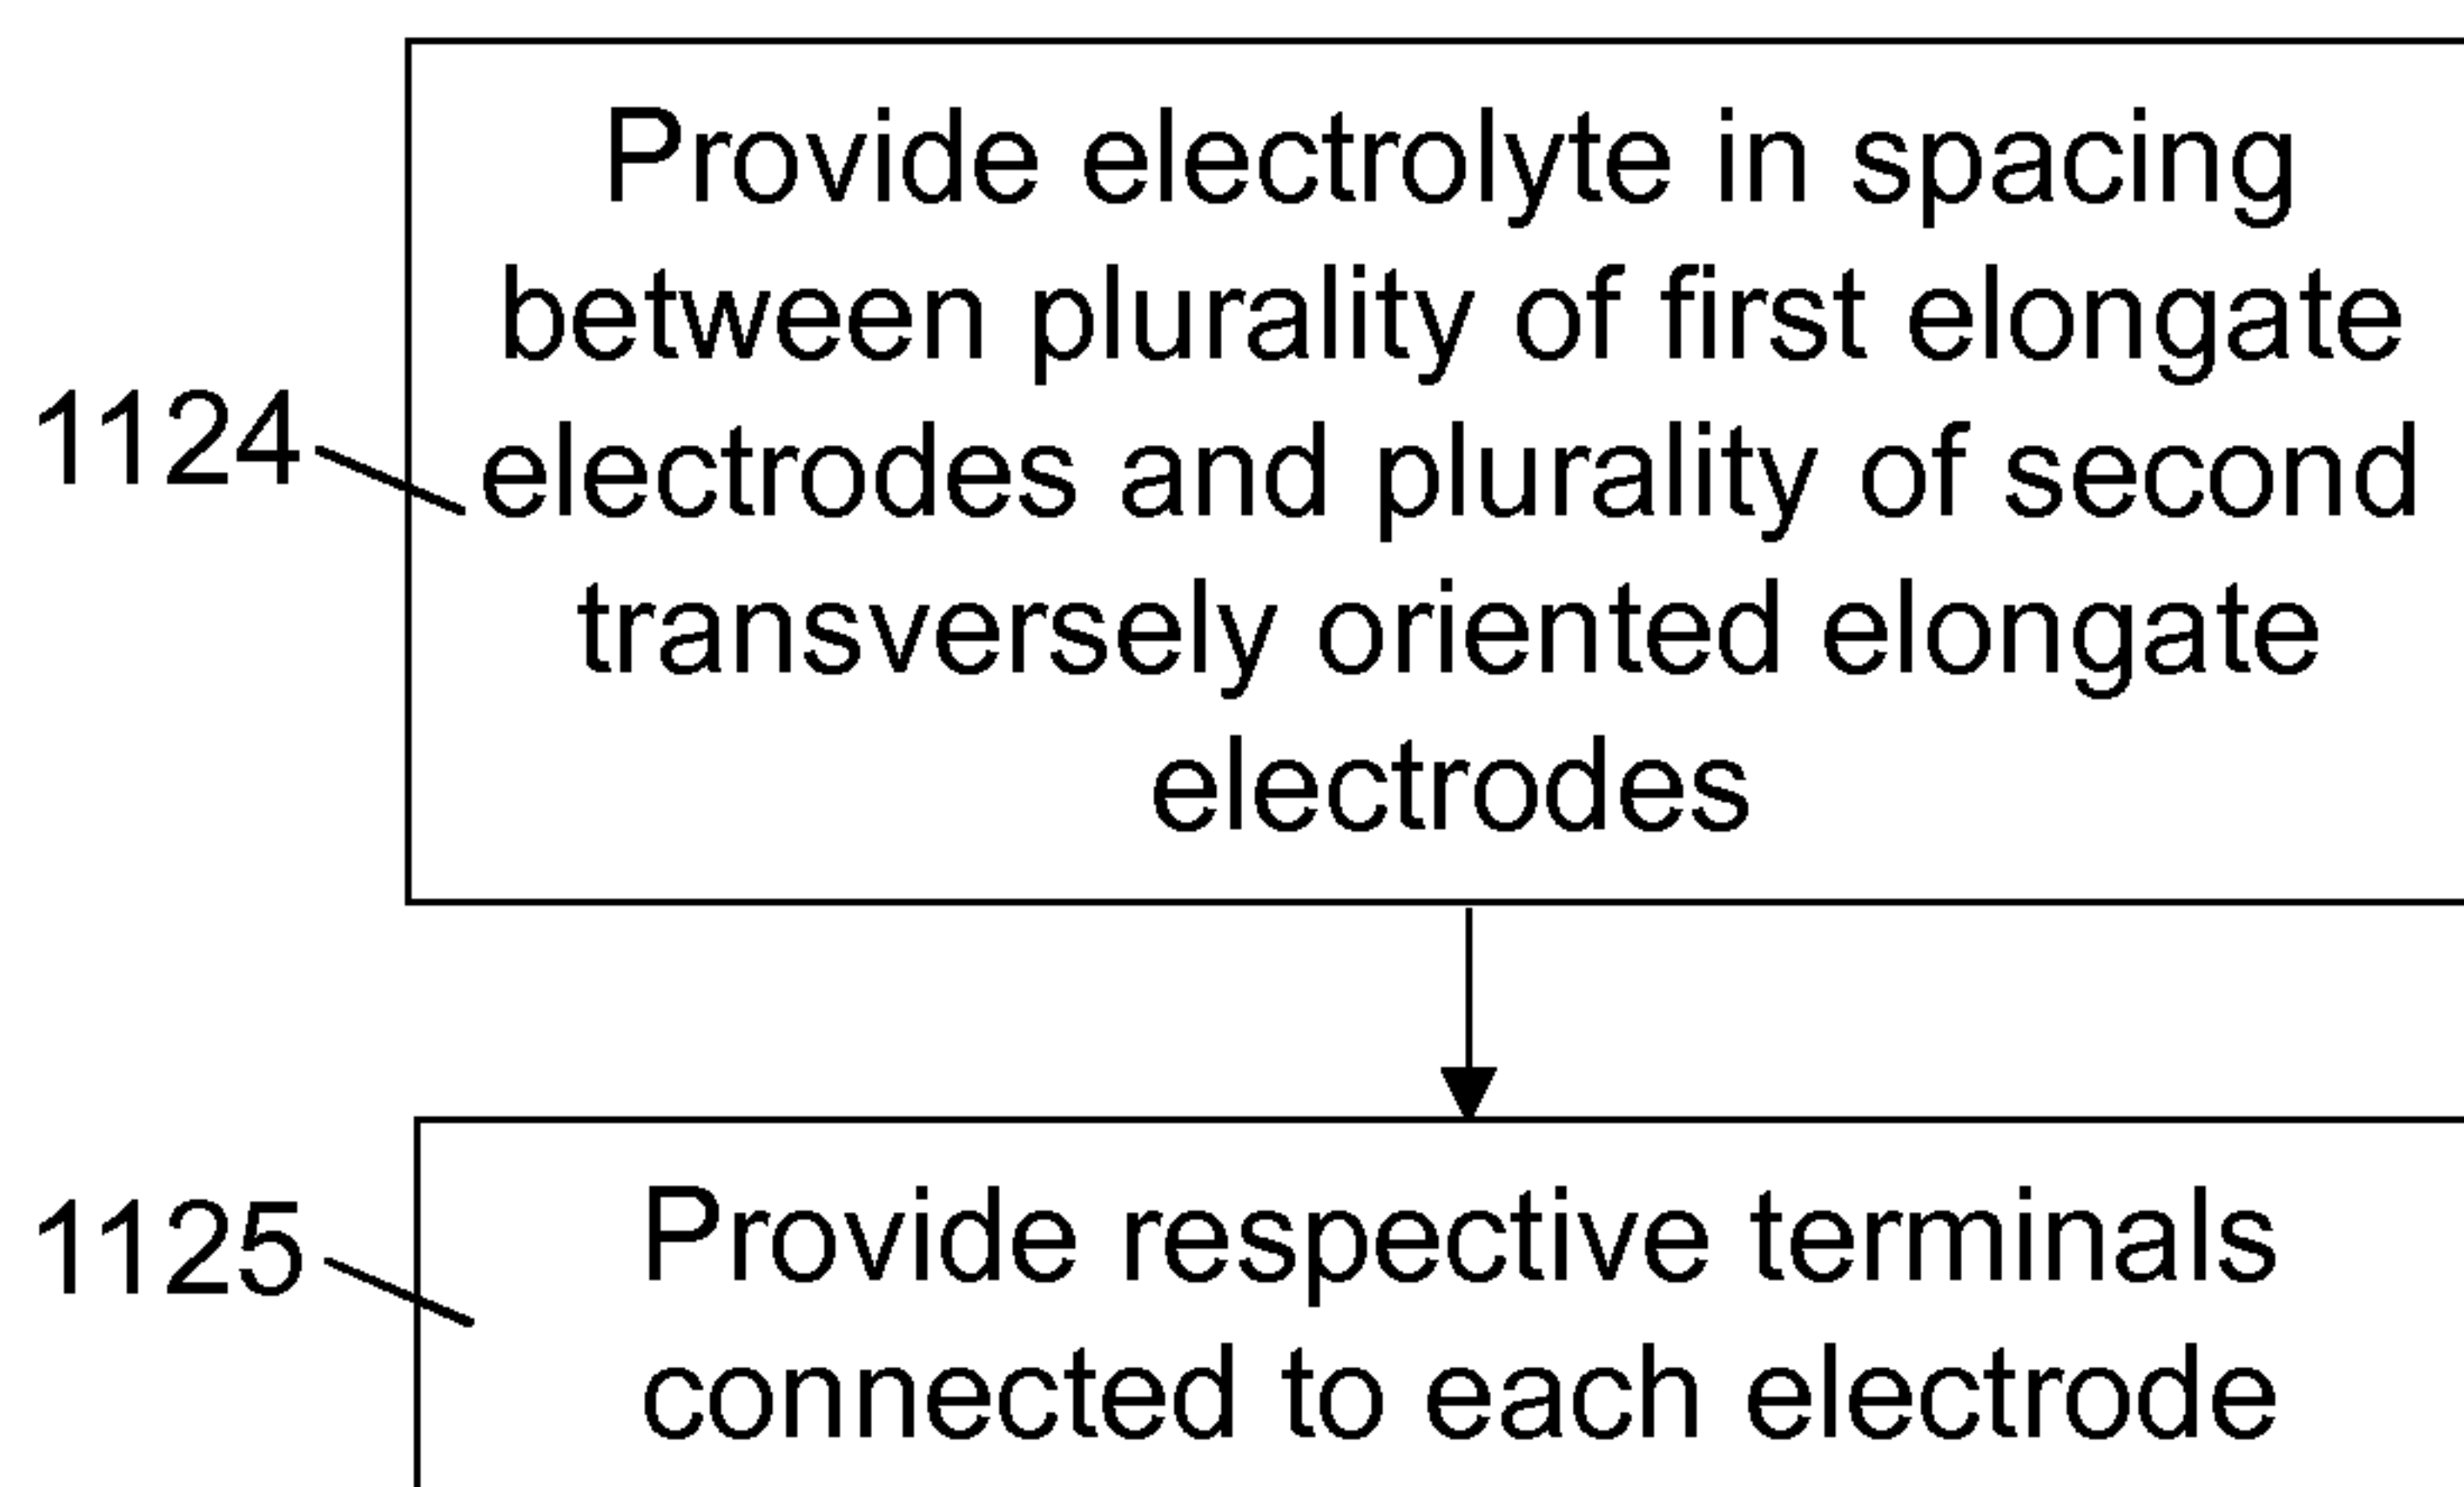 Provide electrolyte in spacing
between plurality of first elongate
1124
electrodes and plurality of second
transversely oriented elongate
electrodes
1125
Provide respective terminals
connected to each electrode